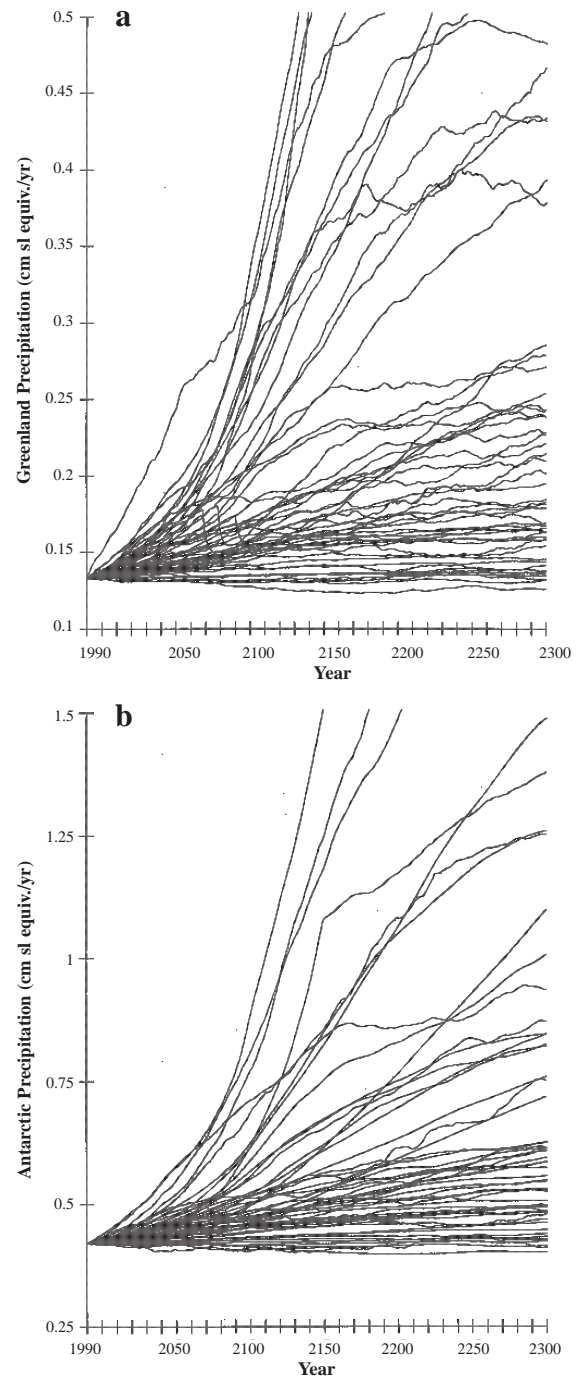 a
0.5
0.45
0.4
0.35
0.3
0.25
0.2
0.15
0.1
Greenland Precipitation (cm sl equiv./yr)
1990 2050 2100 2150 2200 2250 2300
Year
b
1.5
1.25
1
0.75
0.5
0.25
Antarctic Precipitation (cm sl equiv./yr)
1990 2050 2100 2150 2200 2250 2300
Year